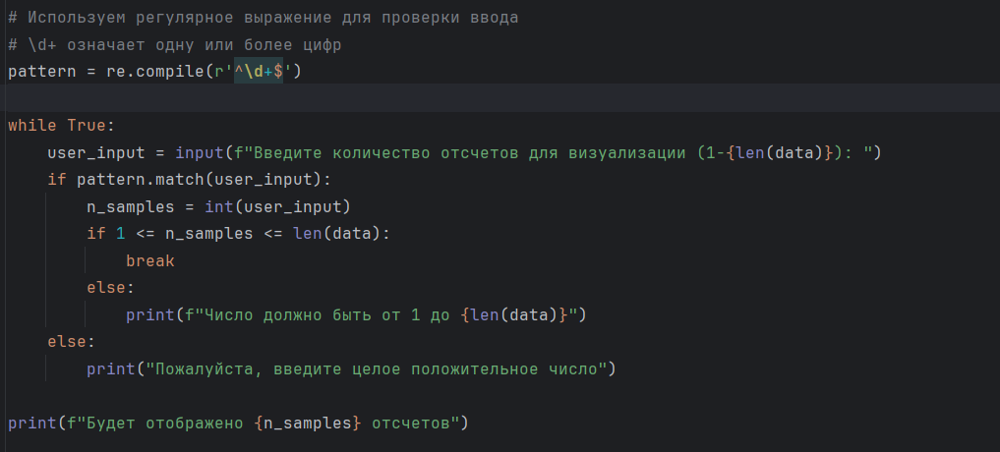 # Используем регулярное выражение для проверки ввода
# \d+ означает одну или более цифр
pattern = re.compile(r'^\d+$')
while True:
    user_input = input(f"Введите количество отсчетов для визуализации (1-{len(data)}): ")
    if pattern.match(user_input):
        n_samples = int(user_input)
        if 1 <= n_samples <= len(data):
            break
        else:
            print(f"Число должно быть от 1 до {len(data)}")
    else:
        print("Пожалуйста, введите целое положительное число")
print(f"Будет отображено {n_samples} отсчетов")